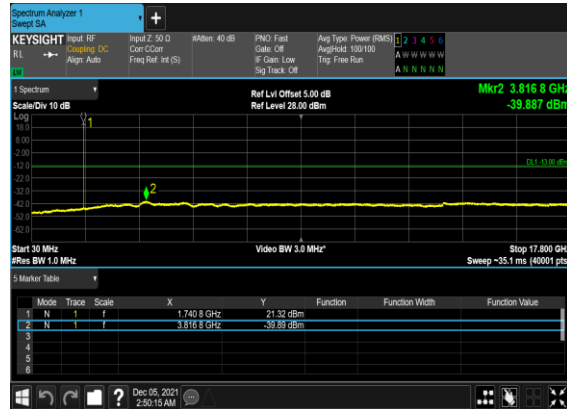 Spectrum Analyzer 1
Swept SA
KEYSIGHT Input: RF Input Z: 50 Ω #Atten: 40 dB PNO: Fast Avg Type: Power (RMS) 1 2 3 4 5 6
RL Coupling: DC Corr CCorr Gate: Off Avg|Hold: 100/100 A W W W W W
Align: Auto Freq Ref: Int (S) IF Gain: Low Trig: Free Run
Sig Track: Off A N N N N N
1 Spectrum Ref Lvl Offset 5.00 dB Mkr2 3.816 8 GHz
Scale/Div 10 dB Ref Level 28.00 dBm -39.887 dBm
Log
18.0
8.00
-2.00
-12.0
-22.0
-32.0
-42.0
-52.0
-62.0
1
2
DL1 -13.00 dBm
Start 30 MHz Video BW 3.0 MHz* Stop 17.800 GHz
#Res BW 1.0 MHz Sweep ~35.1 ms (40001 pts)
5 Marker Table
Mode Trace Scale X Y Function Function Width Function Value
1 N 1 f 1.740 8 GHz 21.32 dBm
2 N 1 f 3.816 8 GHz -39.89 dBm
3
4
5
6
? Dec 05, 2021
2:50:15 AM